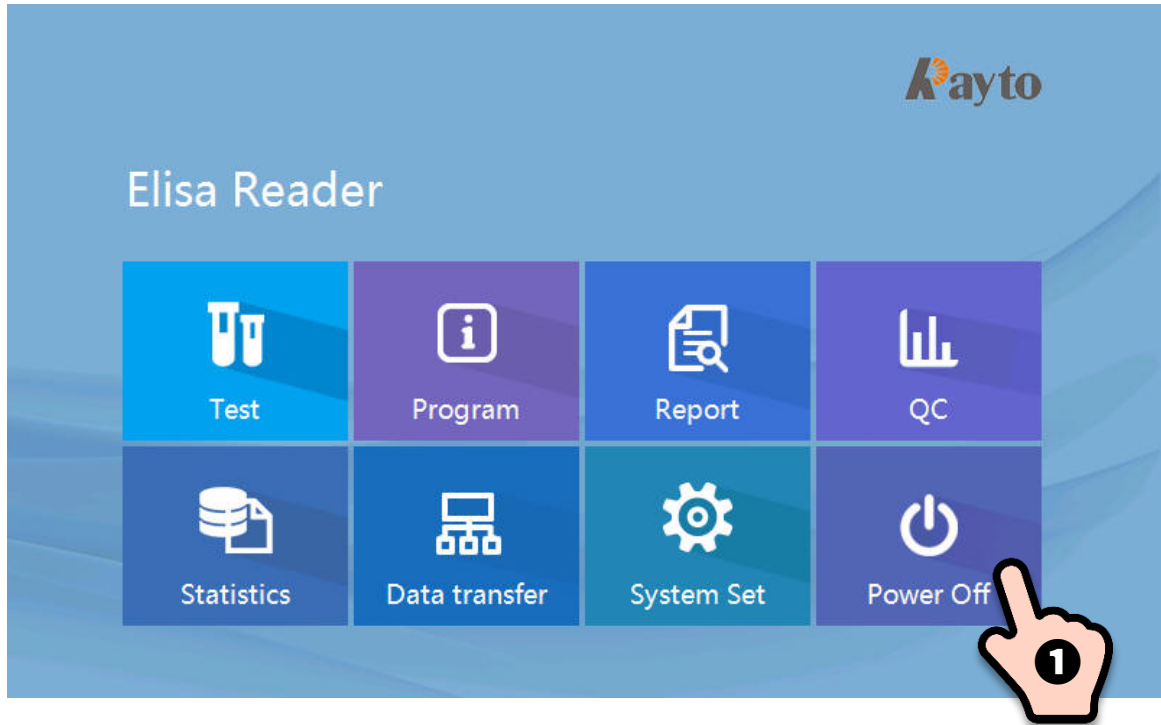 Rayto
Elisa Reader
Test
Program
Report
QC
Statistics
Data transfer
System Set
Power Off
1